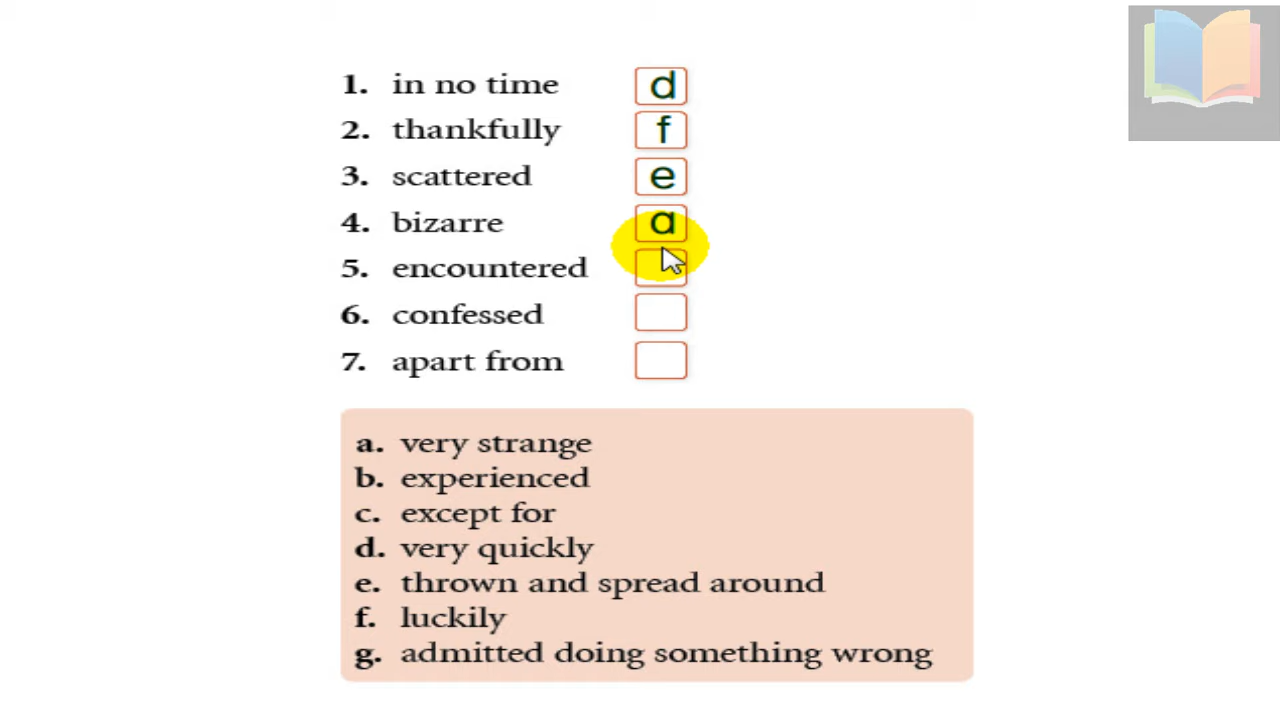 1. in no time d
2. thankfully f
3. scattered e
4. bizarre a
5. encountered
6. confessed
7. apart from
a. very strange
b. experienced
c. except for
d. very quickly
e. thrown and spread around
f. luckily
g. admitted doing something wrong